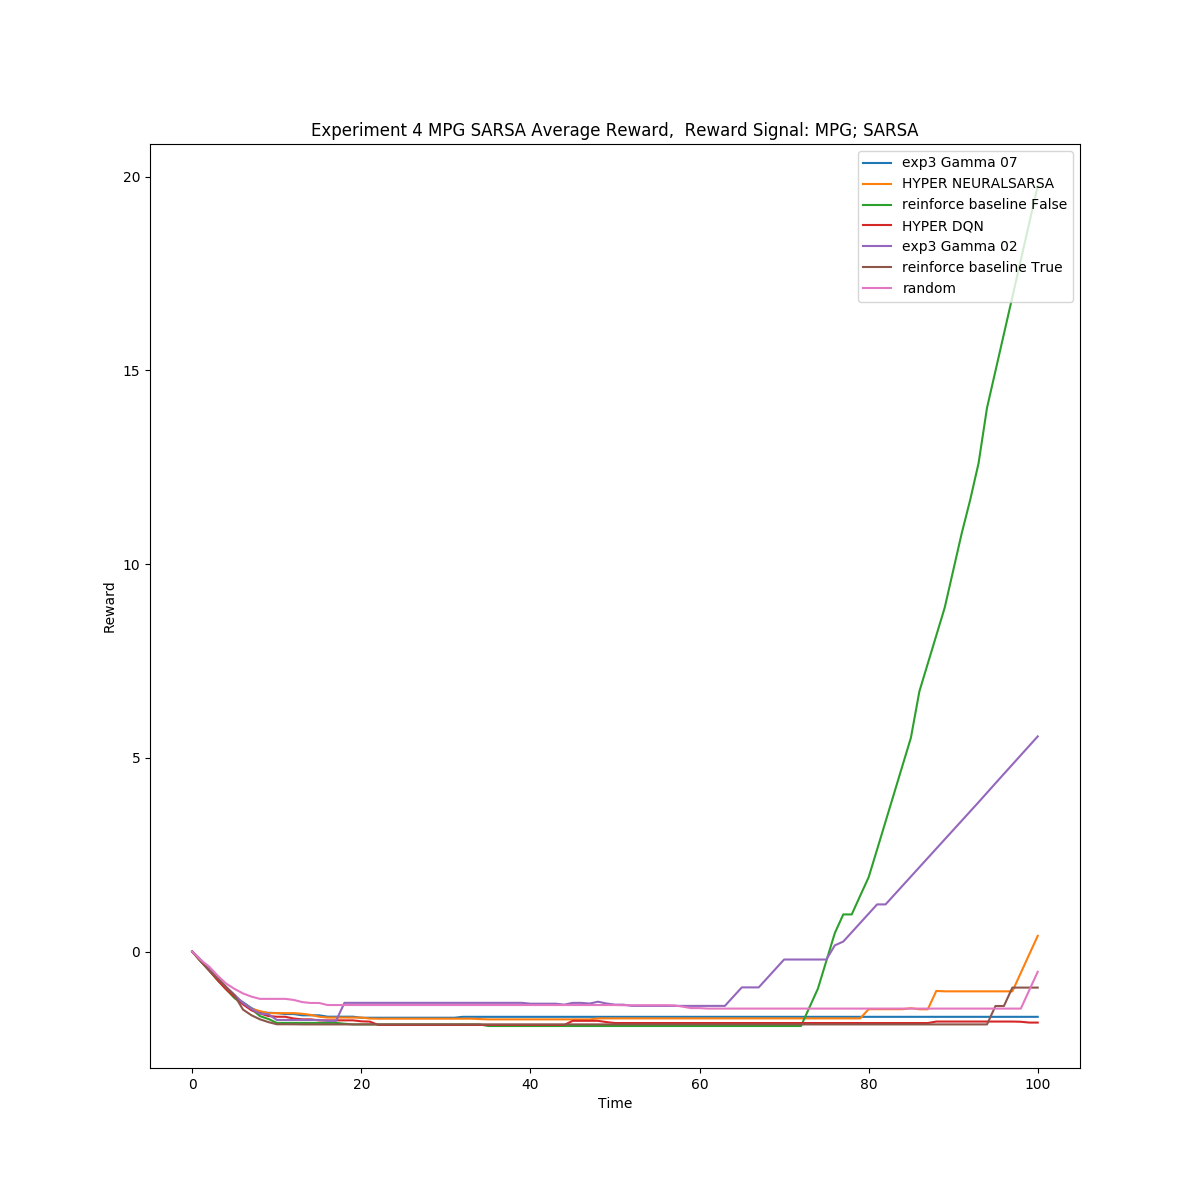 Experiment 4 MPG SARSA Average Reward,  Reward Signal: MPG; SARSA
exp3 Gamma 07
HYPER NEURALSARSA
reinforce baseline False
HYPER DQN
exp3 Gamma 02
reinforce baseline True
random
20
15
10
5
0
Reward
0 20 40 60 80 100
Time